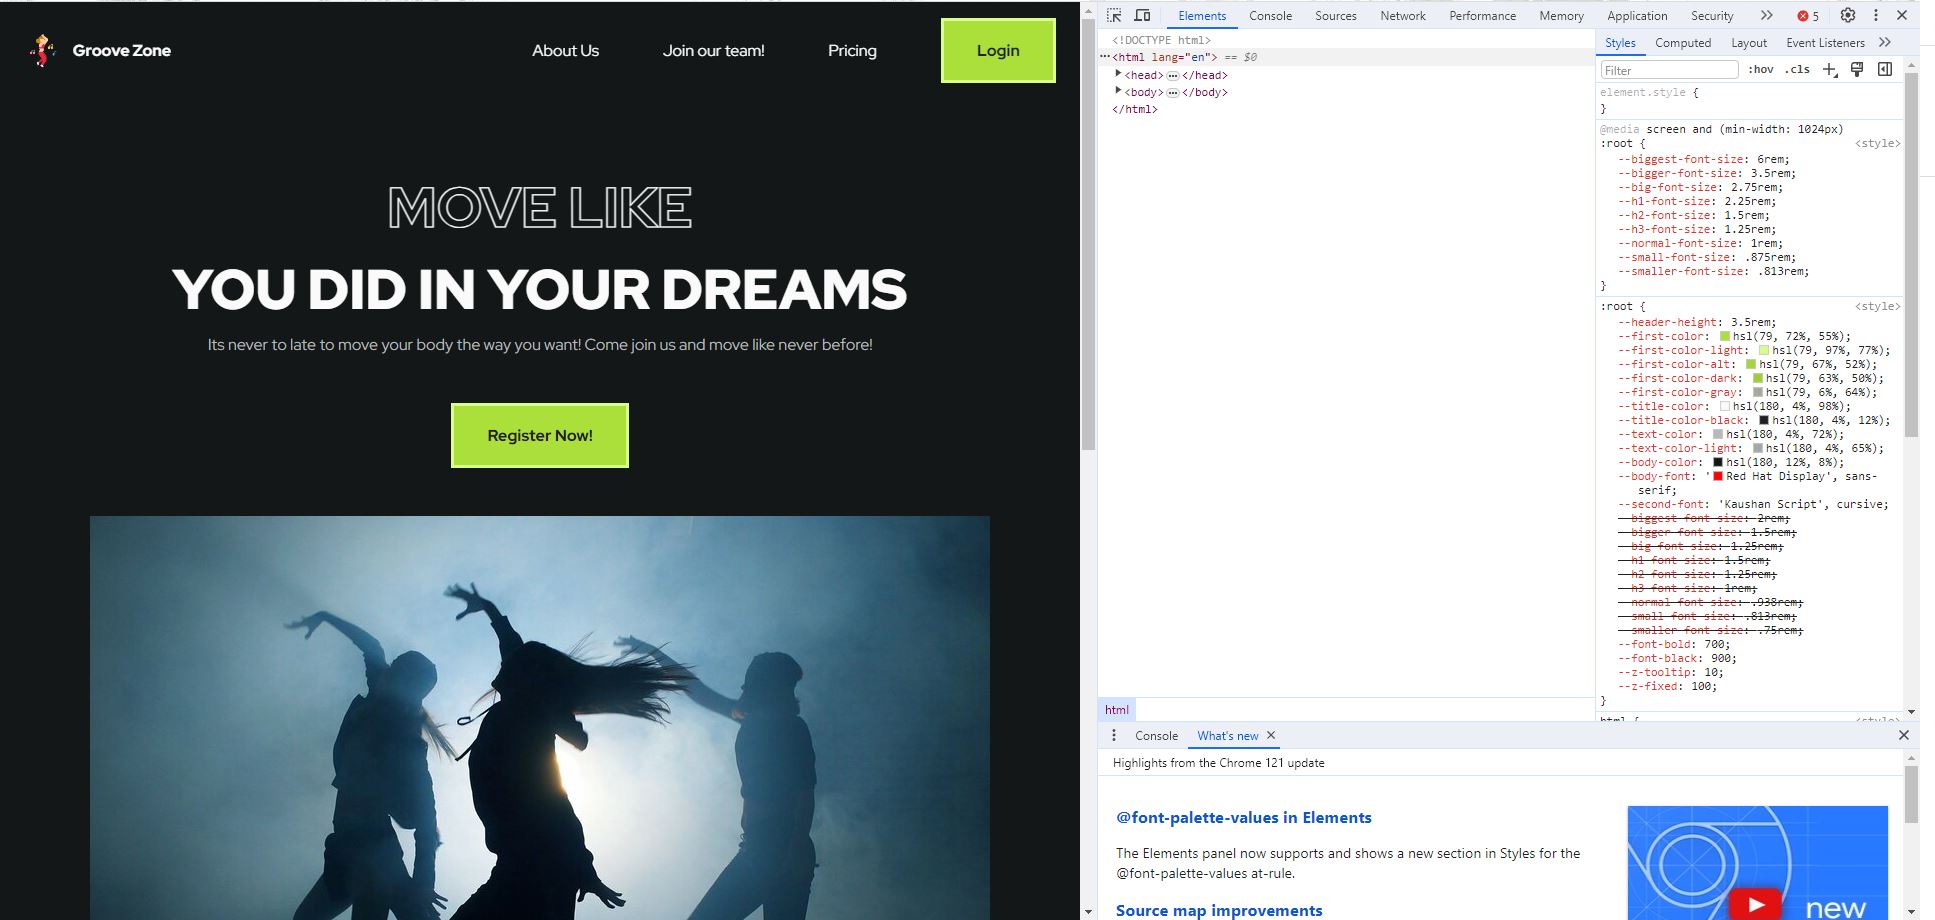 Groove Zone
About Us
Join our team!
Pricing
Login
MOVE LIKE
YOU DID IN YOUR DREAMS
Its never to late to move your body the way you want! Come join us and move like never before!
Register Now!
Elements
Console
Sources
Network
Performance
Memory
Application
Security
5
<!DOCTYPE html>
<html lang="en"> == $0
<head> </head>
<body> </body>
</html>
html
Styles
Computed
Layout
Event Listeners
Filter
:hov
.cls
element.style {
}
@media screen and (min-width: 1024px)
:root {
<style>
--biggest-font-size: 6rem;
--bigger-font-size: 3.5rem;
--big-font-size: 2.75rem;
--h1-font-size: 2.25rem;
--h2-font-size: 1.5rem;
--h3-font-size: 1.25rem;
--normal-font-size: 1rem;
--small-font-size: .875rem;
--smaller-font-size: .813rem;
}
:root {
<style>
--header-height: 3.5rem;
--first-color: hsl(79, 72%, 55%);
--first-color-light: hsl(79, 97%, 77%);
--first-color-alt: hsl(79, 67%, 52%);
--first-color-dark: hsl(79, 63%, 50%);
--first-color-gray: hsl(79, 6%, 64%);
--title-color: hsl(180, 4%, 98%);
--title-color-black: hsl(180, 4%, 12%);
--text-color: hsl(180, 4%, 72%);
--text-color-light: hsl(180, 4%, 65%);
--body-color: hsl(180, 12%, 8%);
--body-font: 'Red Hat Display', sans-
serif;
--second-font: 'Kaushan Script', cursive;
--biggest-font-size: 2rem;
--bigger-font-size: 1.5rem;
--big-font-size: 1.25rem;
--h1-font-size: 1.5rem;
--h2-font-size: 1.25rem;
--h3-font-size: 1rem;
--normal-font-size: .938rem;
--small-font-size: .813rem;
--smaller-font-size: .75rem;
--font-bold: 700;
--font-black: 900;
--z-tooltip: 10;
--z-fixed: 100;
}
html {
<style>
Console
What's new
Highlights from the Chrome 121 update
@font-palette-values in Elements
The Elements panel now supports and shows a new section in Styles for the
@font-palette-values at-rule.
Source map improvements
new